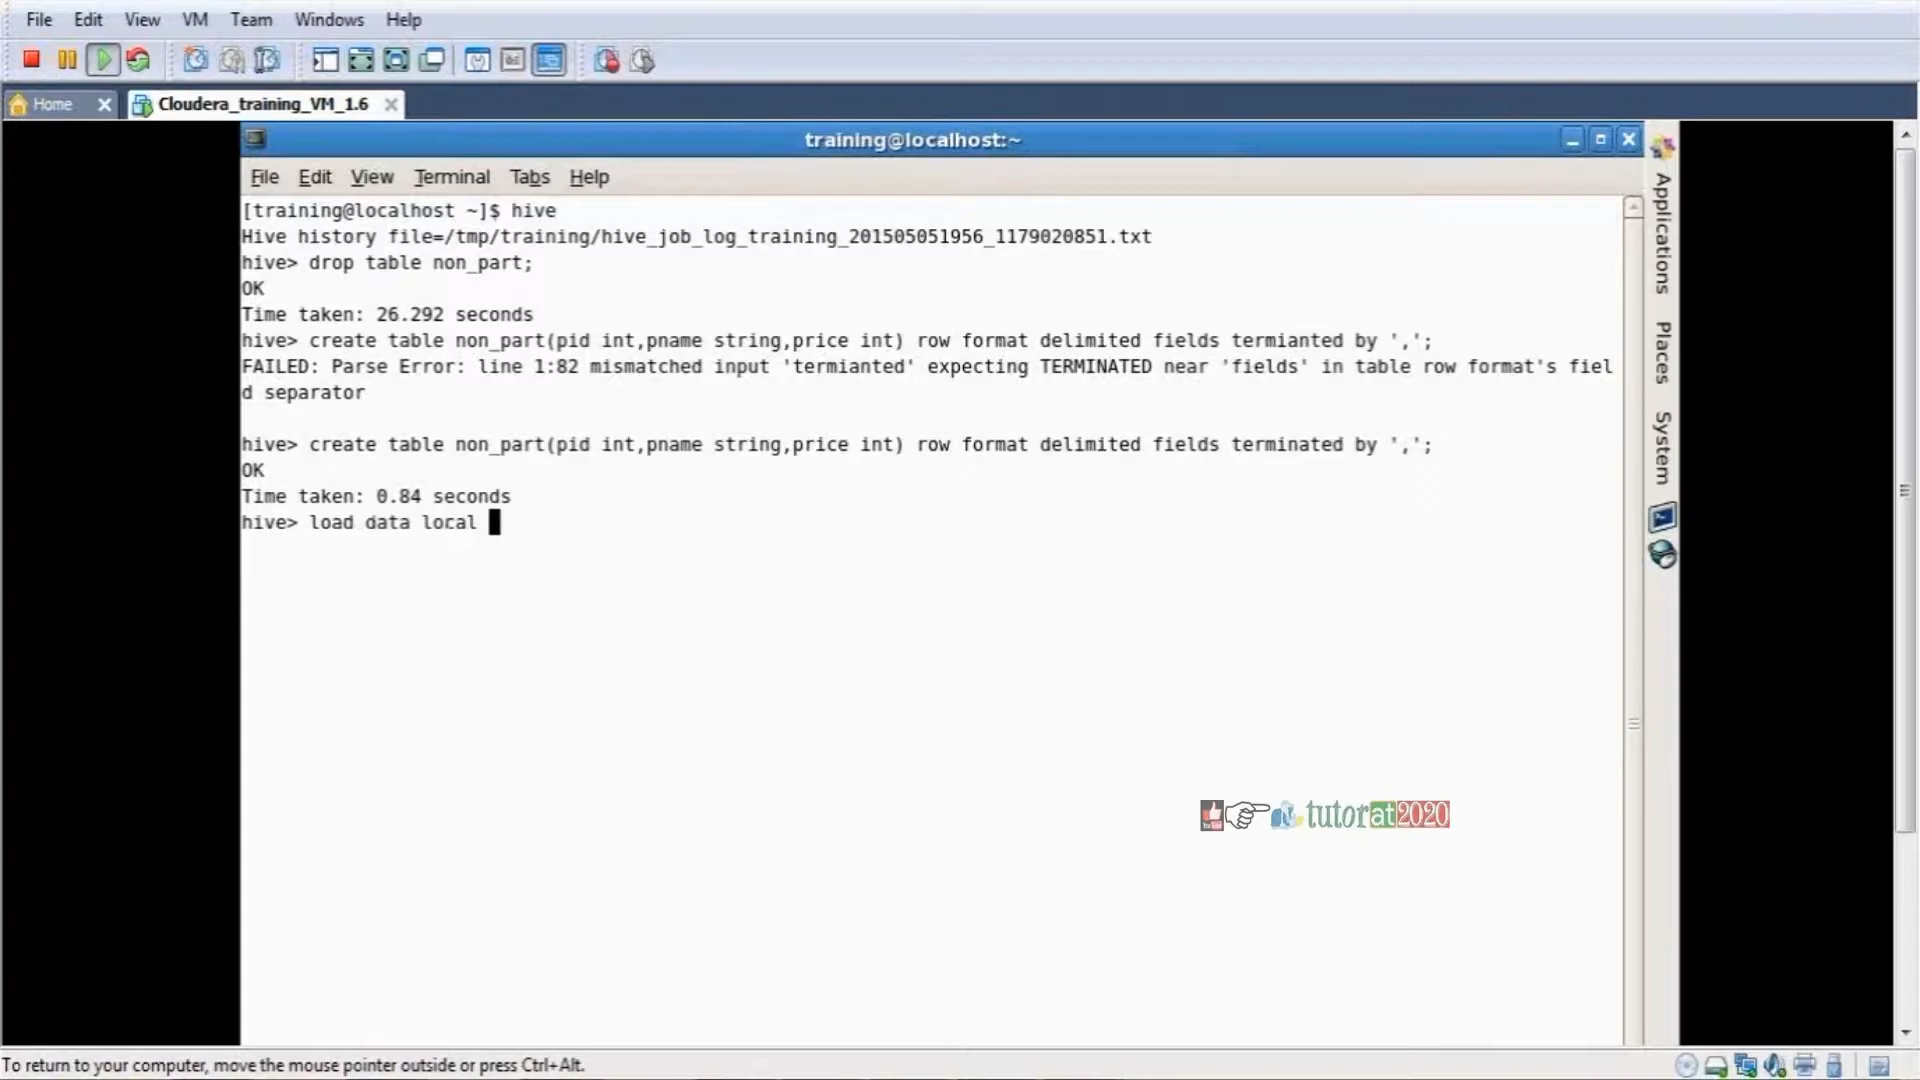 File Edit View VM Team Windows Help
Home Cloudera_training_VM_1.6
training@localhost:~
File Edit View Terminal Tabs Help
[training@localhost ~]$ hive
Hive history file=/tmp/training/hive_job_log_training_201505051956_1179020851.txt
hive> drop table non_part;
OK
Time taken: 26.292 seconds
hive> create table non_part(pid int,pname string,price int) row format delimited fields termianted by ',';
FAILED: Parse Error: line 1:82 mismatched input 'termianted' expecting TERMINATED near 'fields' in table row format's fiel
d separator
hive> create table non_part(pid int,pname string,price int) row format delimited fields terminated by ',';
OK
Time taken: 0.84 seconds
hive> load data local
Applications
Places
System
tutorat2020
To return to your computer, move the mouse pointer outside or press Ctrl+Alt.